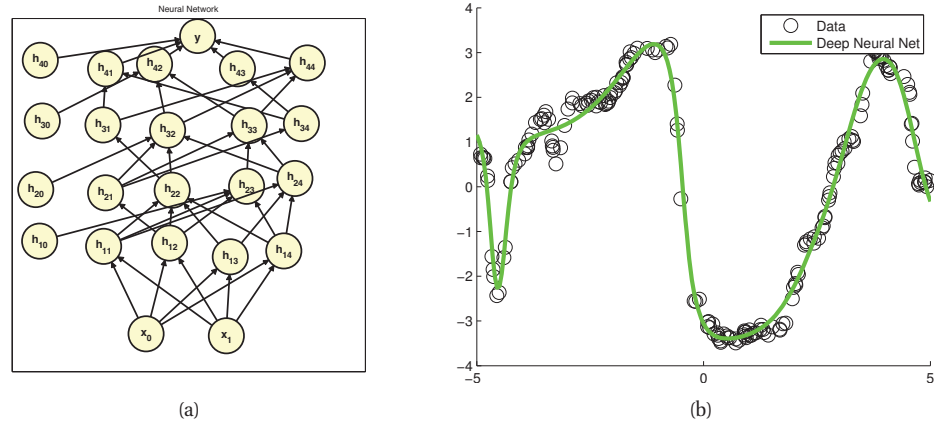 Neural Network
y
h40
h41
h42
h43
h44
h30
h31
h32
h33
h34
h20
h21
h22
h23
h24
h10
h11
h12
h13
h14
x0
x1
(a)
Data
Deep Neural Net
4
3
2
1
0
−1
−2
−3
−4
−5
0
5
(b)